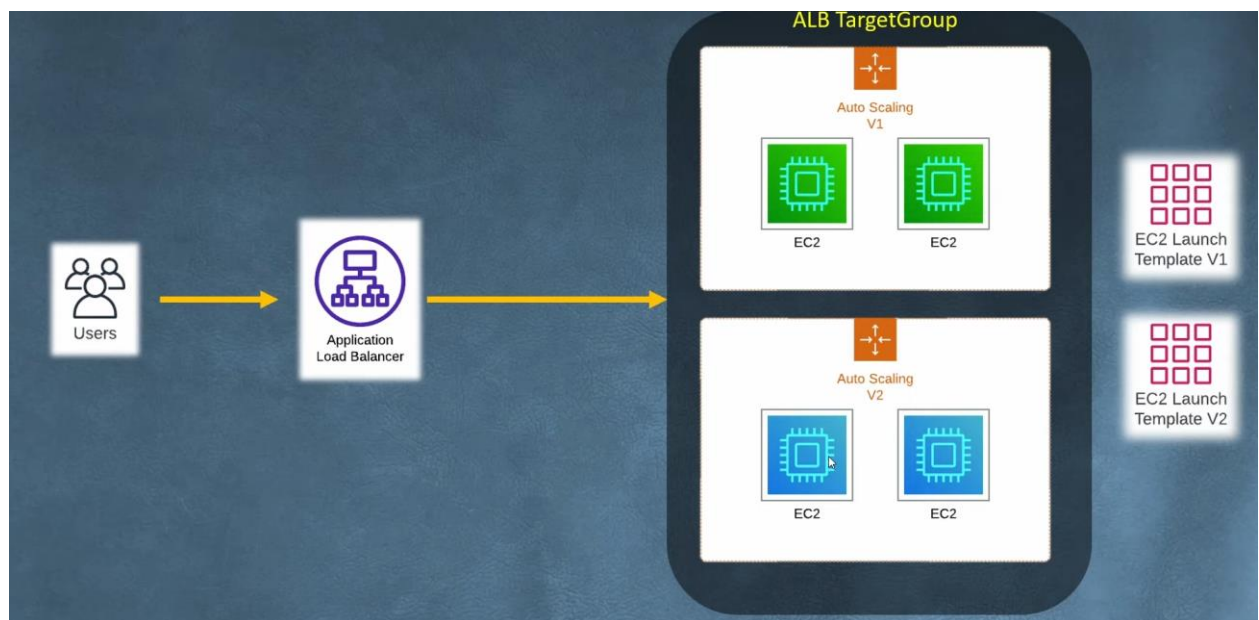 ALB TargetGroup
Auto Scaling
V1
EC2
EC2
Users
Application
Load Balancer
Auto Scaling
V2
EC2
EC2
EC2 Launch
Template V1
EC2 Launch
Template V2